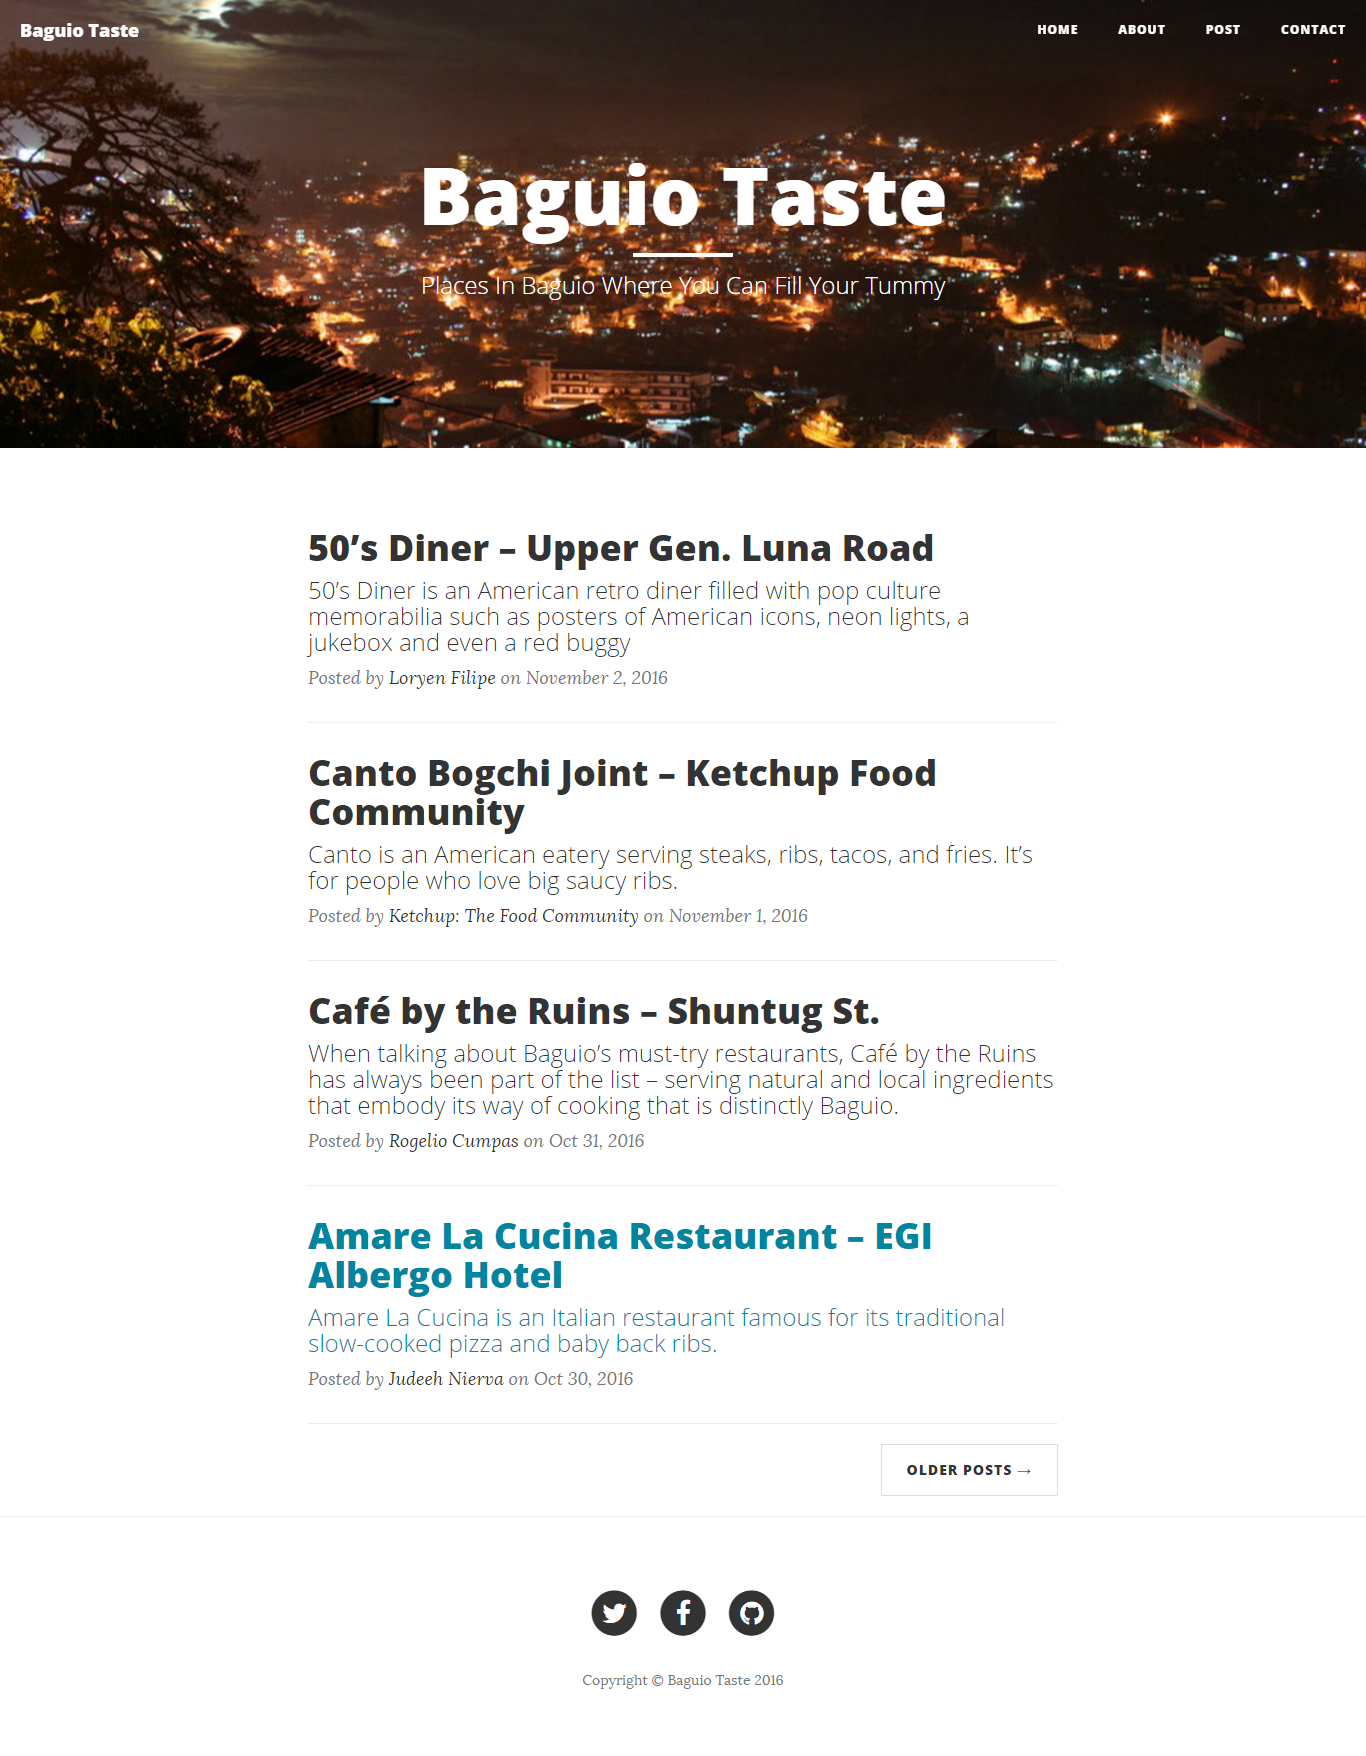 Baguio Taste
HOME
ABOUT
POST
CONTACT
Baguio Taste
Places In Baguio Where You Can Fill Your Tummy
50’s Diner – Upper Gen. Luna Road
50’s Diner is an American retro diner filled with pop culture
memorabilia such as posters of American icons, neon lights, a
jukebox and even a red buggy
Posted by Loryen Filipe on November 2, 2016
Canto Bogchi Joint – Ketchup Food
Community
Canto is an American eatery serving steaks, ribs, tacos, and fries. It’s
for people who love big saucy ribs.
Posted by Ketchup: The Food Community on November 1, 2016
Café by the Ruins – Shuntug St.
When talking about Baguio’s must-try restaurants, Café by the Ruins
has always been part of the list – serving natural and local ingredients
that embody its way of cooking that is distinctly Baguio.
Posted by Rogelio Cumpas on Oct 31, 2016
Amare La Cucina Restaurant – EGI
Albergo Hotel
Amare La Cucina is an Italian restaurant famous for its traditional
slow-cooked pizza and baby back ribs.
Posted by Judeeh Nierva on Oct 30, 2016
OLDER POSTS →
Copyright © Baguio Taste 2016